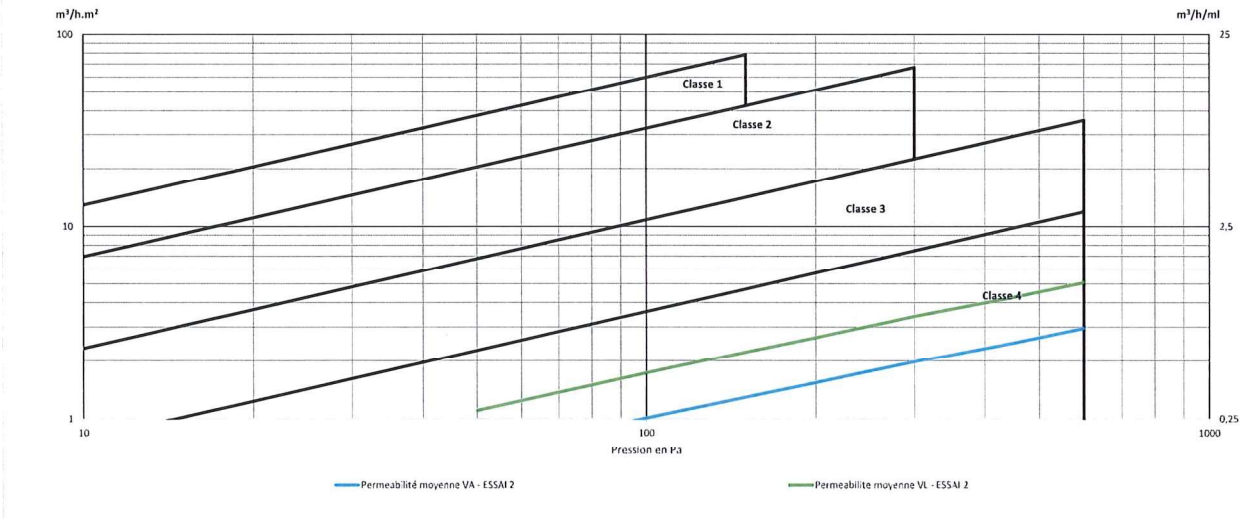 m³/h.m²
m³/h/ml
100
25
Classe 1
Classe 2
Classe 3
10
2,5
Classe 4
1
0,25
10
100
1000
Pression en Pa
Permeabilité moyenne VA - ESSAI 2
Permeabilite moyenne VL - ESSAI 2